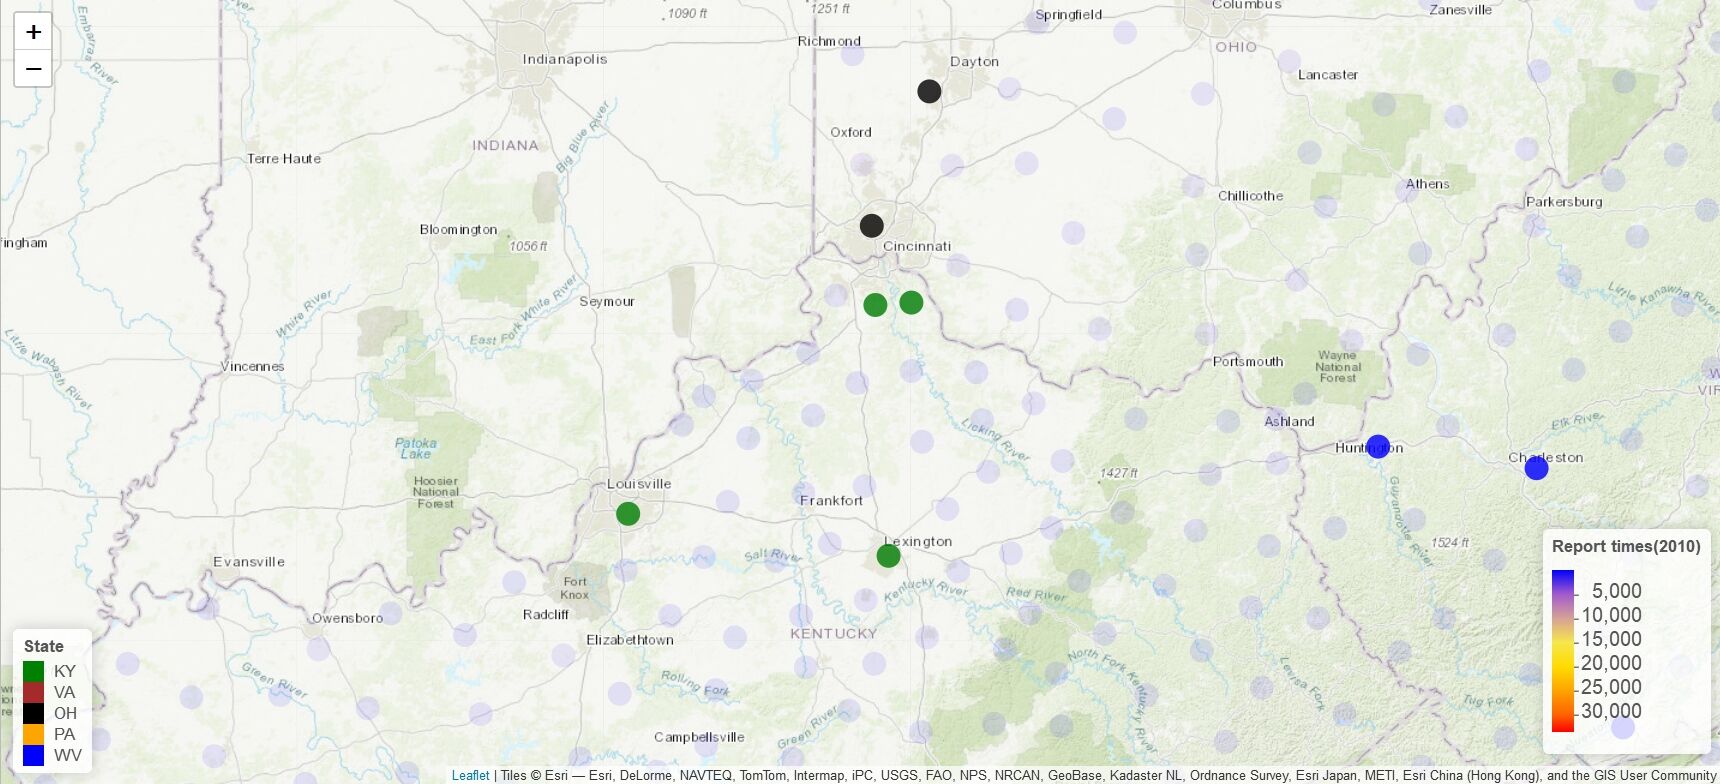 +
−
1090 ft
1251 ft
Springfield
Columbus
Zanesville
Richmond
Indianapolis
Dayton
OHIO
Lancaster
Embarras River
Big Blue River
Oxford
INDIANA
Terre Haute
Chillicothe
Athens
Parkersburg
Bloomington
1056 ft
fingham
Cincinnati
White River
Seymour
East Fork White River
Little Kanawha River
Little Wabash River
Vincennes
Portsmouth
Wayne
National
Forest
Licking River
Ashland
Elk River
Patoka
Lake
Huntington
Charleston
Hoosier
National
Forest
Louisville
1427 ft
Guyandotte River
Frankfort
Lexington
1524 ft
Evansville
Salt River
Fort
Knox
Kentucky River
Red River
Owensboro
Radcliff
Elizabethtown
KENTUCKY
Green River
Rolling Fork
North Fork Kentucky River
Levisa Fork
Tug Fork
Kentucky River
Green River
Campbellsville
State
KY
VA
OH
PA
WV
Report times(2010)
5,000
10,000
15,000
20,000
25,000
30,000
Leaflet | Tiles © Esri — Esri, DeLorme, NAVTEQ, TomTom, Intermap, iPC, USGS, FAO, NPS, NRCAN, GeoBase, Kadaster NL, Ordnance Survey, Esri Japan, METI, Esri China (Hong Kong), and the GIS User Community